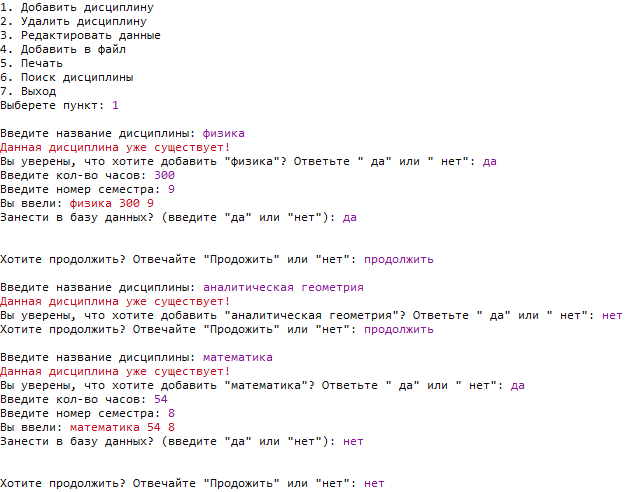 1. Добавить дисциплину
2. Удалить дисциплину
3. Редактировать данные
4. Добавить в файл
5. Печать
6. Поиск дисциплины
7. Выход
Выберете пункт: 1
Введите название дисциплины: физика
Данная дисциплина уже существует!
Вы уверены, что хотите добавить "физика"? Ответьте " да" или " нет": да
Введите кол-во часов: 300
Введите номер семестра: 9
Вы ввели: физика 300 9
Занести в базу данных? (введите "да" или "нет"): да
Хотите продолжить? Отвечайте "Продожить" или "нет": продолжить
Введите название дисциплины: аналитическая геометрия
Данная дисциплина уже существует!
Вы уверены, что хотите добавить "аналитическая геометрия"? Ответьте " да" или " нет": нет
Хотите продолжить? Отвечайте "Продожить" или "нет": продолжить
Введите название дисциплины: математика
Данная дисциплина уже существует!
Вы уверены, что хотите добавить "математика"? Ответьте " да" или " нет": да
Введите кол-во часов: 54
Введите номер семестра: 8
Вы ввели: математика 54 8
Занести в базу данных? (введите "да" или "нет"): нет
Хотите продолжить? Отвечайте "Продожить" или "нет": нет